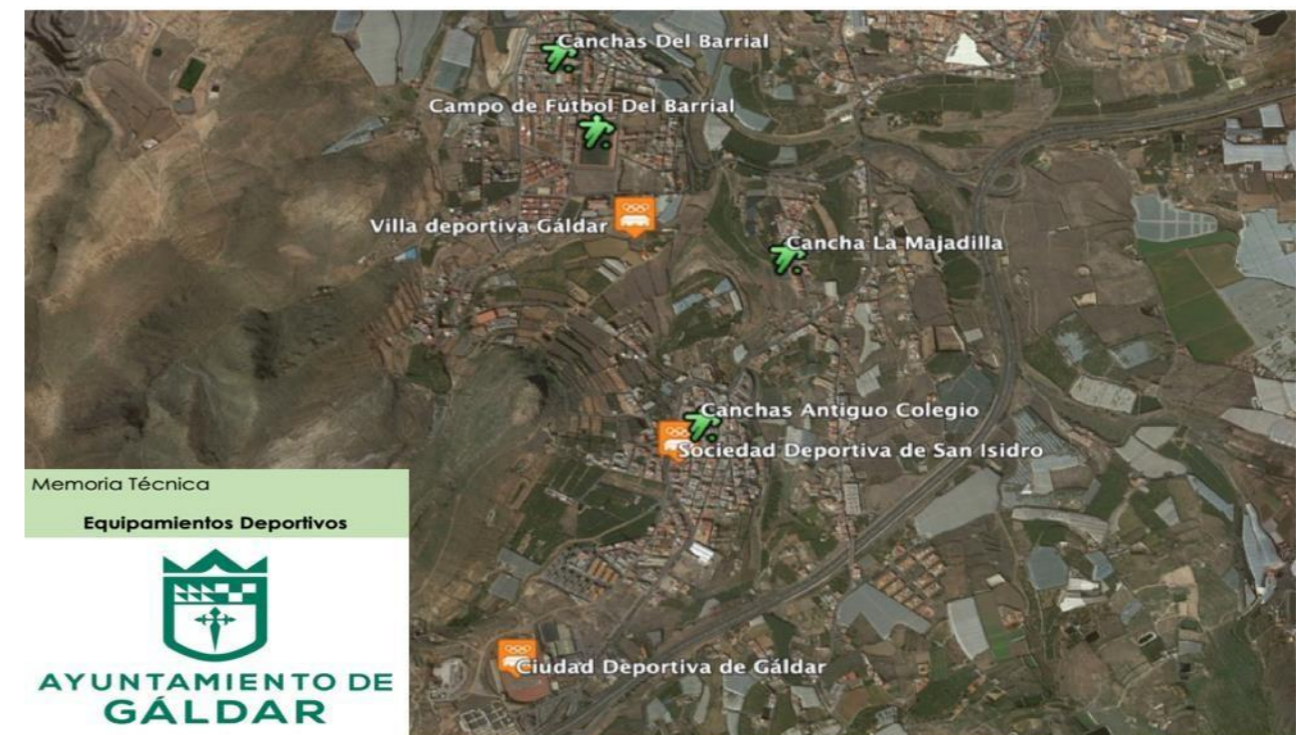 Canchas Del Barrial
Campo de Fútbol Del Barrial
Villa deportiva Gáldar
Cancha La Majadilla
Canchas Antiguo Colegio
Sociedad Deportiva de San Isidro
Memoria Técnica
Equipamientos Deportivos
AYUNTAMIENTO DE
GÁLDAR
Ciudad Deportiva de Gáldar